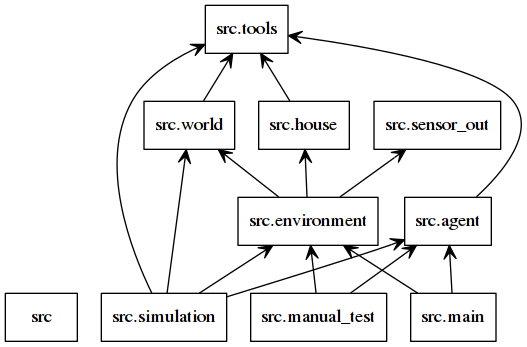 src.tools
src.world
src.house
src.sensor_out
src.environment
src.agent
src
src.simulation
src.manual_test
src.main